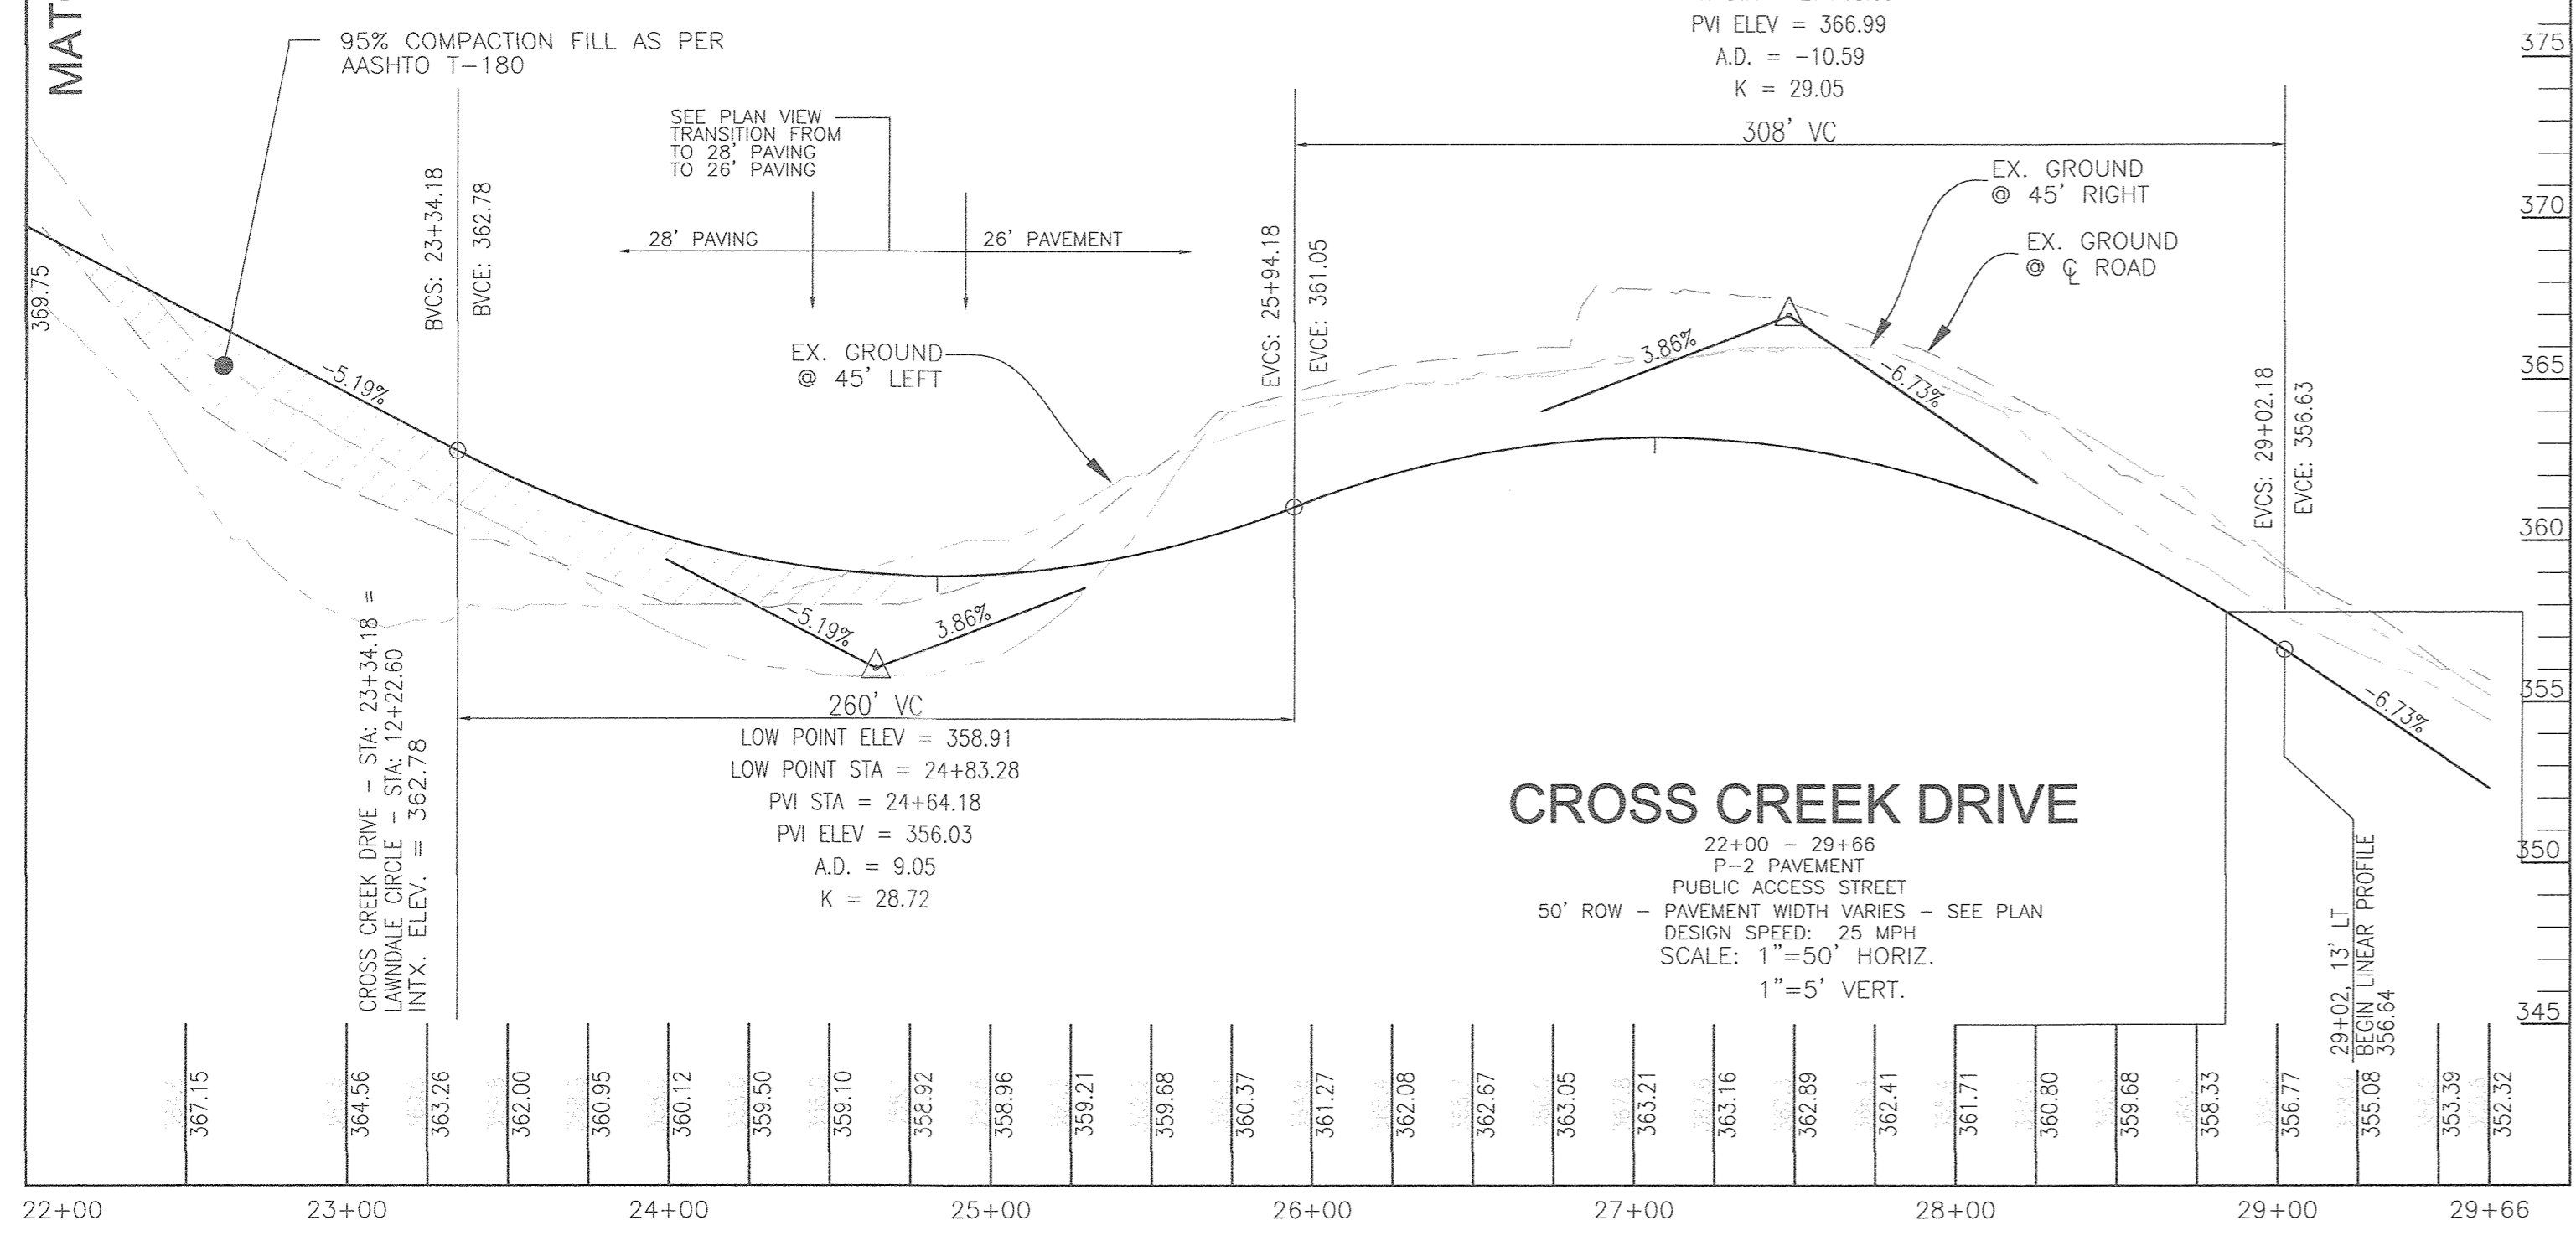 MAT
95% COMPACTION FILL AS PER
AASHTO T-180
PVI ELEV = 366.99
A.D. = -10.59
K = 29.05
308' VC
375
SEE PLAN VIEW
TRANSITION FROM
TO 28' PAVING
TO 26' PAVING
28' PAVING
26' PAVEMENT
BVCS: 23+34.18
BVCE: 362.78
EX. GROUND
@ 45' RIGHT
370
EX. GROUND
@ ℄ ROAD
369.75
EVCS: 25+94.18
EVCE: 361.05
-5.19%
EX. GROUND
@ 45' LEFT
3.86%
-6.73%
365
EVCS: 29+02.18
EVCE: 356.63
360
-5.19%
3.86%
260' VC
355
-6.73%
LOW POINT ELEV = 358.91
LOW POINT STA = 24+83.28
PVI STA = 24+64.18
PVI ELEV = 356.03
A.D. = 9.05
K = 28.72
CROSS CREEK DRIVE - STA: 23+34.18 =
LAWNDALE CIRCLE - STA: 12+22.60
INTX. ELEV. = 362.78
CROSS CREEK DRIVE
22+00 - 29+66
P-2 PAVEMENT
PUBLIC ACCESS STREET
50' ROW - PAVEMENT WIDTH VARIES - SEE PLAN
DESIGN SPEED: 25 MPH
SCALE: 1"=50' HORIZ.
1"=5' VERT.
350
345
29+02, 13' LT
BEGIN LINEAR PROFILE
356.64
367.15
364.56
363.26
362.00
360.95
360.12
359.50
359.10
358.92
358.96
359.21
359.68
360.37
361.27
362.08
362.67
363.05
363.21
363.16
362.89
362.41
361.71
360.80
359.68
358.33
356.77
355.08
353.39
352.32
22+00
23+00
24+00
25+00
26+00
27+00
28+00
29+00
29+66